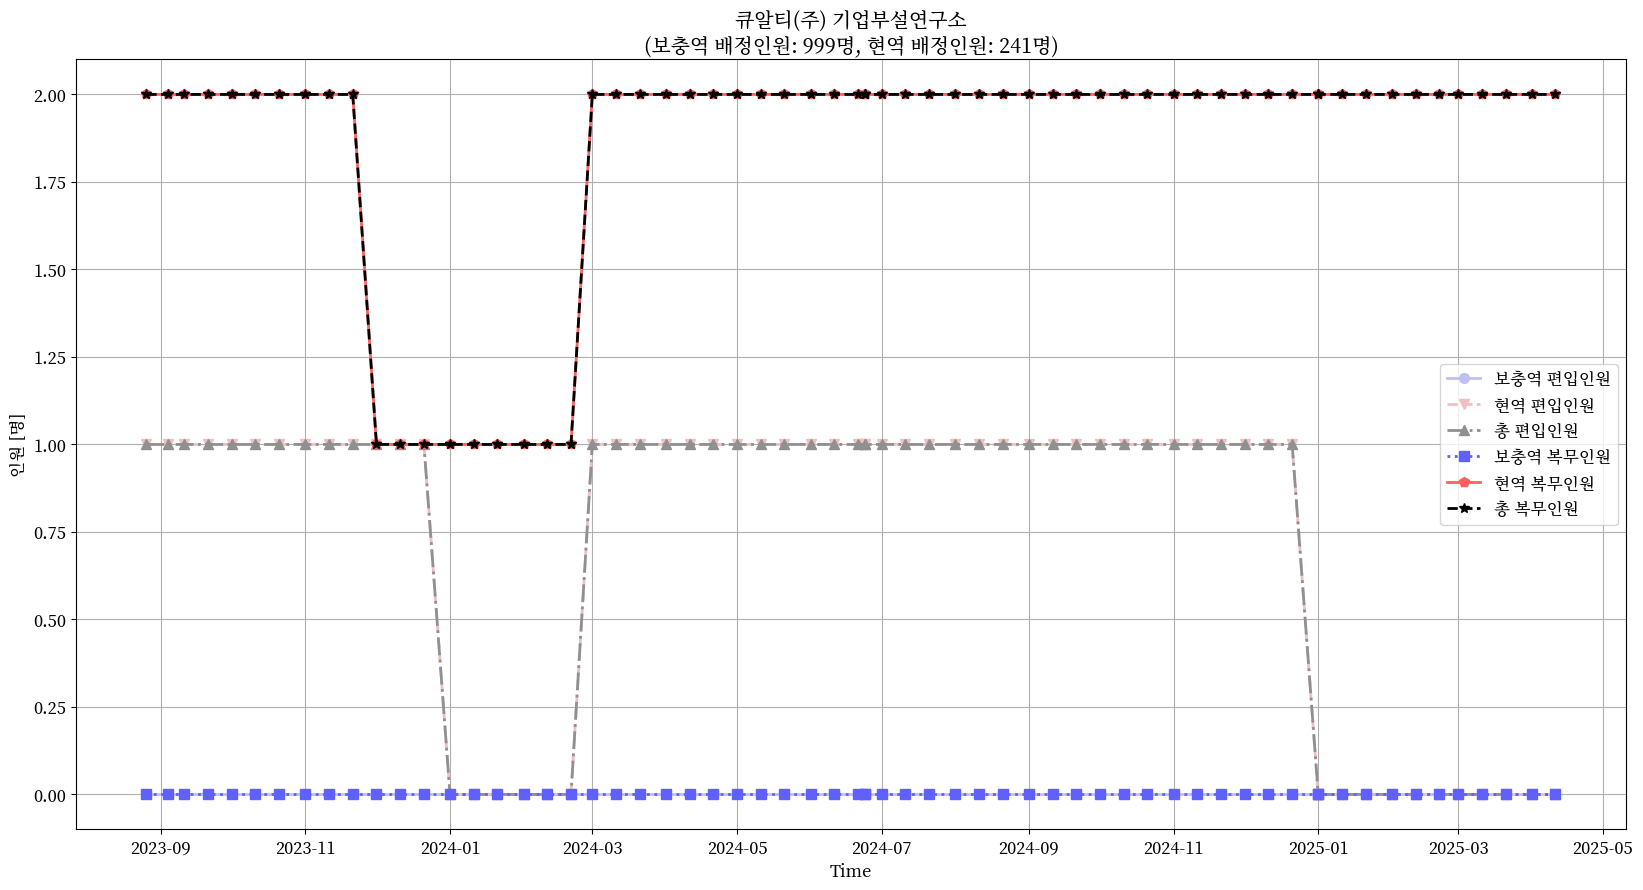 큐알티(주) 기업부설연구소
(보충역 배정인원: 999명, 현역 배정인원: 241명)
인원 [명]
2.00
1.75
1.50
1.25
1.00
0.75
0.50
0.25
0.00
보충역 편입인원
현역 편입인원
총 편입인원
보충역 복무인원
현역 복무인원
총 복무인원
2023-09
2023-11
2024-01
2024-03
2024-05
2024-07
2024-09
2024-11
2025-01
2025-03
2025-05
Time